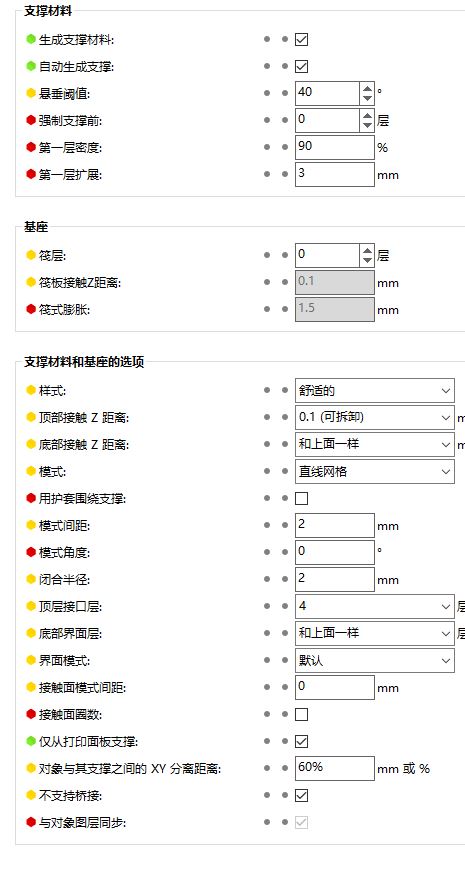 支撑材料
生成支撑材料:
自动生成支撑:
悬垂阈值: 40 °
强制支撑前: 0 层
第一层密度: 90 %
第一层扩展: 3 mm
基座
筏层: 0 层
筏板接触Z距离: 0.1 mm
筏式膨胀: 1.5 mm
支撑材料和基座的选项
样式: 舒适的
顶部接触 Z 距离: 0.1 (可拆卸)
底部接触 Z 距离: 和上面一样
模式: 直线网格
用护套围绕支撑:
模式间距: 2 mm
模式角度: 0 °
闭合半径: 2 mm
顶层接口层: 4 层
底部界面层: 和上面一样 层
界面模式: 默认
接触面模式间距: 0 mm
接触面圈数:
仅从打印面板支撑:
对象与其支撑之间的 XY 分离距离: 60% mm 或 %
不支持桥接:
与对象图层同步: